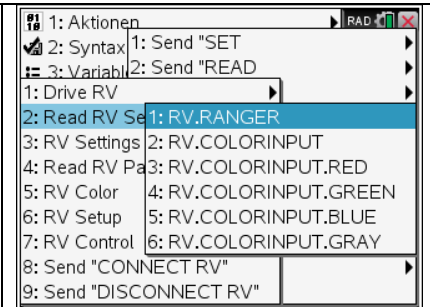 1: Aktionen
RAD
2: Syntax
3: Variabl
1: Send "SET
2: Send "READ
1: Drive RV
2: Read RV Se
3: RV Settings
4: Read RV Pa
5: RV Color
6: RV Setup
7: RV Control
8: Send "CONNECT RV"
9: Send "DISCONNECT RV"
1: RV.RANGER
2: RV.COLORINPUT
3: RV.COLORINPUT.RED
4: RV.COLORINPUT.GREEN
5: RV.COLORINPUT.BLUE
6: RV.COLORINPUT.GRAY